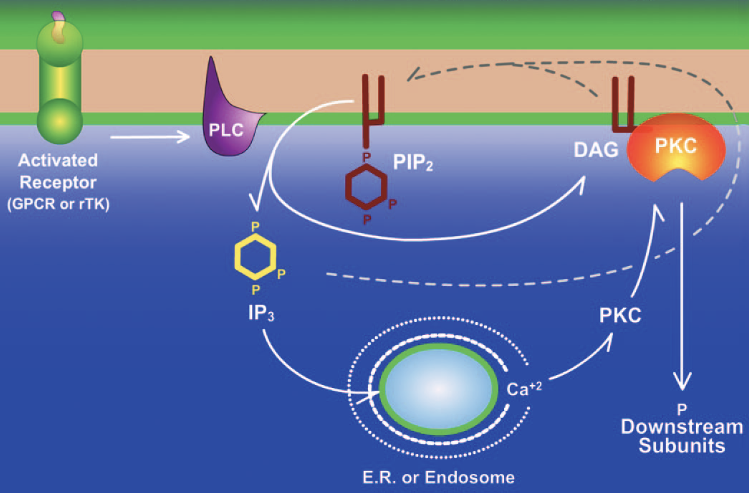 PLC
Activated
Receptor
(GPCR or rTK)
P
PIP₂
P
P
DAG
PKC
P
P
P
IP₃
PKC
Ca⁺²
E.R. or Endosome
P
Downstream
Subunits